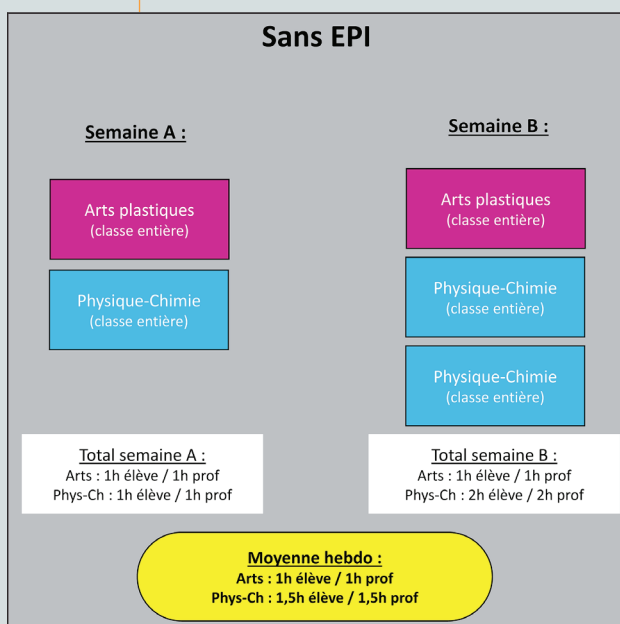 Sans EPI
Semaine A :
Arts plastiques
(classe entière)
Physique-Chimie
(classe entière)
Total semaine A :
Arts : 1h élève / 1h prof
Phys-Ch : 1h élève / 1h prof
Semaine B :
Arts plastiques
(classe entière)
Physique-Chimie
(classe entière)
Physique-Chimie
(classe entière)
Total semaine B :
Arts : 1h élève / 1h prof
Phys-Ch : 2h élève / 2h prof
Moyenne hebdo :
Arts : 1h élève / 1h prof
Phys-Ch : 1,5h élève / 1,5h prof